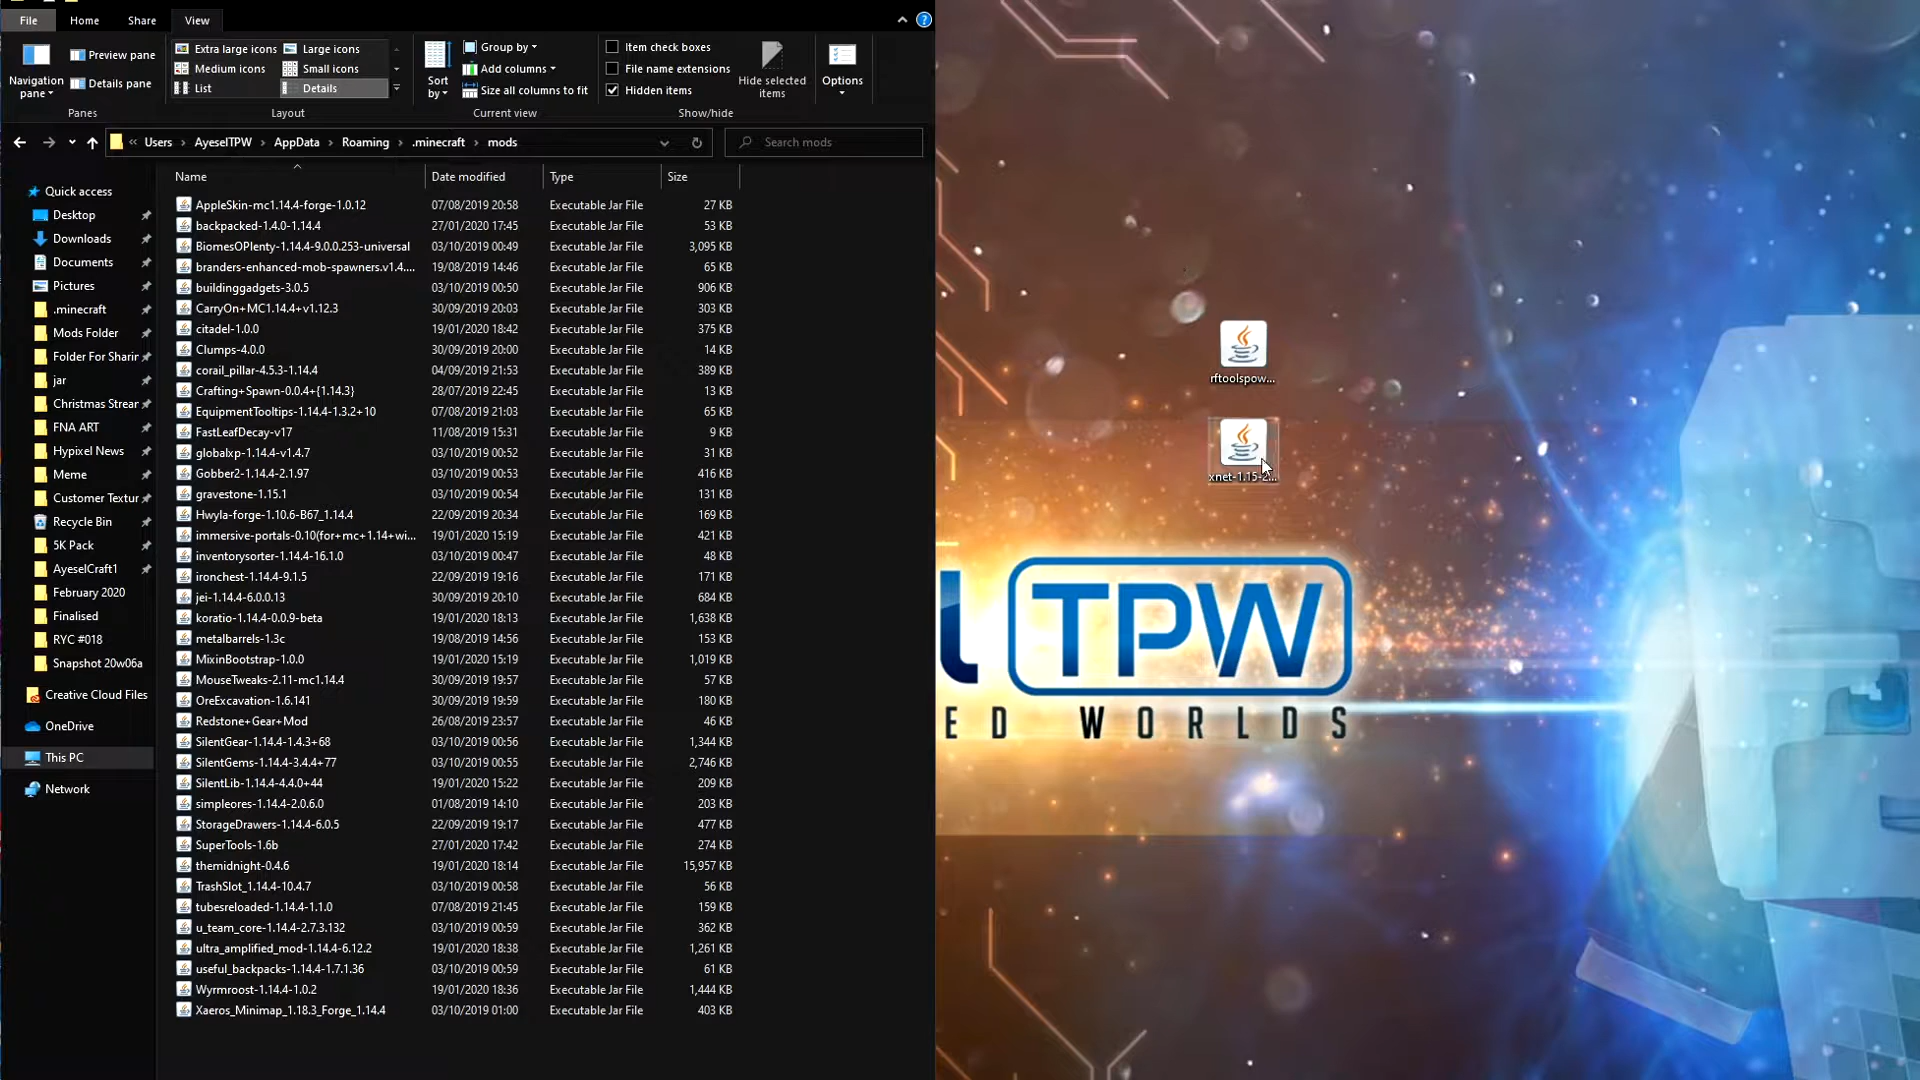 File Home Share View
Navigation pane
Preview pane
Details pane
Panes
Extra large icons Large icons
Medium icons Small icons
List Details
Layout
Sort by
Group by
Add columns
Size all columns to fit
Current view
Item check boxes
File name extensions
Hidden items
Hide selected items
Show/hide
Options
« Users AyeselTPW AppData Roaming .minecraft mods
Search mods
Quick access
Desktop
Downloads
Documents
Pictures
.minecraft
Mods Folder
Folder For Sharin
jar
Christmas Strear
FNA ART
Hypixel News
Meme
Customer Textur
Recycle Bin
5K Pack
AyeselCraft1
February 2020
Finalised
RYC #018
Snapshot 20w06a
Creative Cloud Files
OneDrive
This PC
Network
Name Date modified Type Size
AppleSkin-mc1.14.4-forge-1.0.12 07/08/2019 20:58 Executable Jar File 27 KB
backpacked-1.4.0-1.14.4 27/01/2020 17:45 Executable Jar File 53 KB
BiomesOPlenty-1.14.4-9.0.0.253-universal 03/10/2019 00:49 Executable Jar File 3,095 KB
branders-enhanced-mob-spawners.v1.4.... 19/08/2019 14:46 Executable Jar File 65 KB
buildinggadgets-3.0.5 03/10/2019 00:50 Executable Jar File 906 KB
CarryOn+MC1.14.4+v1.12.3 30/09/2019 20:03 Executable Jar File 303 KB
citadel-1.0.0 19/01/2020 18:42 Executable Jar File 375 KB
Clumps-4.0.0 30/09/2019 20:00 Executable Jar File 14 KB
corail_pillar-4.5.3-1.14.4 04/09/2019 21:53 Executable Jar File 389 KB
Crafting+Spawn-0.0.4+{1.14.3} 28/07/2019 22:45 Executable Jar File 13 KB
EquipmentTooltips-1.14.4-1.3.2+10 07/08/2019 21:03 Executable Jar File 65 KB
FastLeafDecay-v17 11/08/2019 15:31 Executable Jar File 9 KB
globalxp-1.14.4-v1.4.7 03/10/2019 00:52 Executable Jar File 31 KB
Gobber2-1.14.4-2.1.97 03/10/2019 00:53 Executable Jar File 416 KB
gravestone-1.15.1 03/10/2019 00:54 Executable Jar File 131 KB
Hwyla-forge-1.10.6-B67_1.14.4 22/09/2019 20:34 Executable Jar File 169 KB
immersive-portals-0.10(for+mc+1.14+wi... 19/01/2020 15:19 Executable Jar File 421 KB
inventorysorter-1.14.4-16.1.0 03/10/2019 00:47 Executable Jar File 48 KB
ironchest-1.14.4-9.1.5 22/09/2019 19:16 Executable Jar File 171 KB
jei-1.14.4-6.0.0.13 30/09/2019 20:10 Executable Jar File 684 KB
koratio-1.14.4-0.0.9-beta 19/01/2020 18:13 Executable Jar File 1,638 KB
metalbarrels-1.3c 19/08/2019 14:56 Executable Jar File 153 KB
MixinBootstrap-1.0.0 19/01/2020 15:19 Executable Jar File 1,019 KB
MouseTweaks-2.11-mc1.14.4 30/09/2019 19:57 Executable Jar File 57 KB
OreExcavation-1.6.141 30/09/2019 19:59 Executable Jar File 180 KB
Redstone+Gear+Mod 26/08/2019 23:57 Executable Jar File 46 KB
SilentGear-1.14.4-1.4.3+68 03/10/2019 00:56 Executable Jar File 1,344 KB
SilentGems-1.14.4-3.4.4+77 03/10/2019 00:55 Executable Jar File 2,746 KB
SilentLib-1.14.4-4.4.0+44 19/01/2020 15:22 Executable Jar File 209 KB
simpleores-1.14.4-2.0.6.0 01/08/2019 14:10 Executable Jar File 203 KB
StorageDrawers-1.14.4-6.0.5 22/09/2019 19:17 Executable Jar File 477 KB
SuperTools-1.6b 27/01/2020 17:42 Executable Jar File 274 KB
themidnight-0.4.6 19/01/2020 18:14 Executable Jar File 15,957 KB
TrashSlot_1.14.4-10.4.7 03/10/2019 00:58 Executable Jar File 56 KB
tubesreloaded-1.14.4-1.1.0 07/08/2019 21:45 Executable Jar File 159 KB
u_team_core-1.14.4-2.7.3.132 03/10/2019 00:59 Executable Jar File 362 KB
ultra_amplified_mod-1.14.4-6.12.2 19/01/2020 18:38 Executable Jar File 1,261 KB
useful_backpacks-1.14.4-1.7.1.36 03/10/2019 00:59 Executable Jar File 61 KB
Wyrmroost-1.14.4-1.0.2 19/01/2020 18:36 Executable Jar File 1,444 KB
Xaeros_Minimap_1.18.3_Forge_1.14.4 03/10/2019 01:00 Executable Jar File 403 KB
rftoolspow...
xnet-1.15-2...
l TPW
ED WORLDS